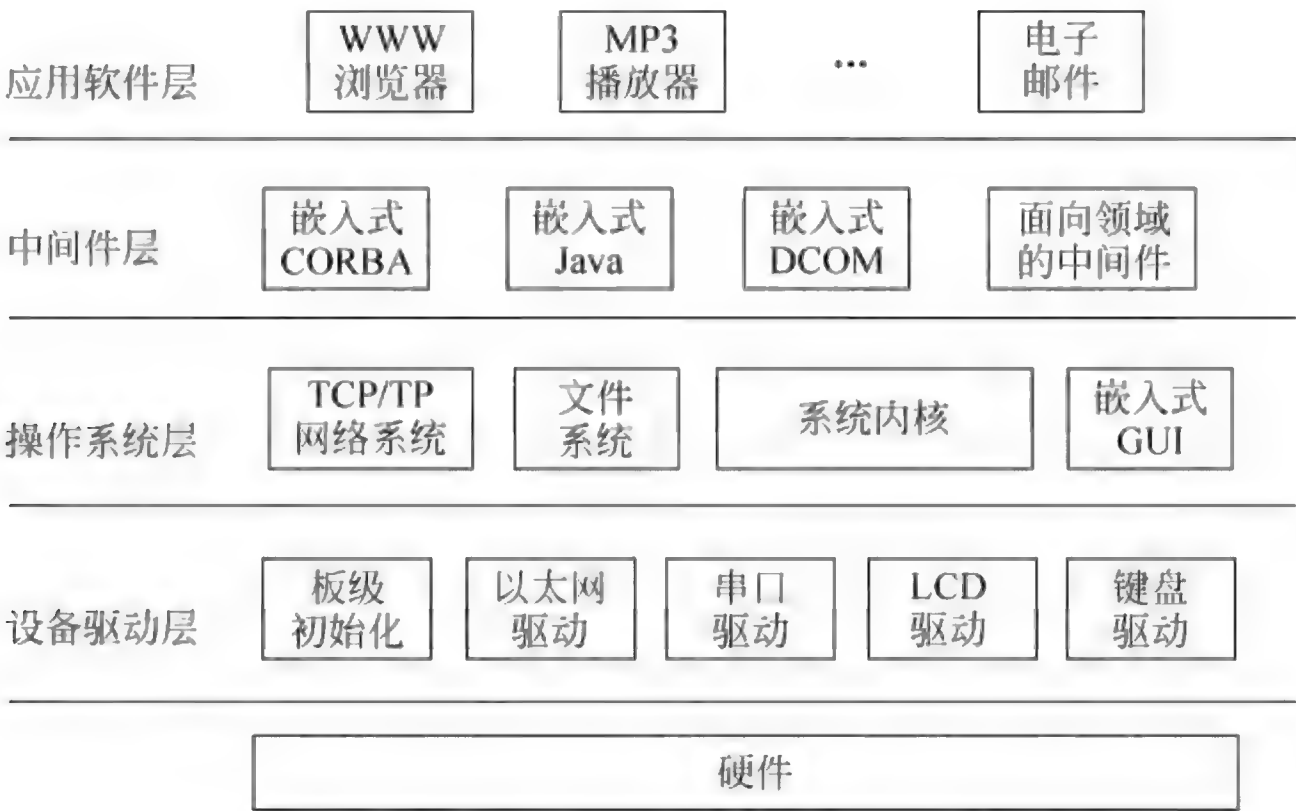 应用软件层
WWW
浏览器
MP3
播放器
...
电子
邮件
中间件层
嵌入式
CORBA
嵌入式
Java
嵌入式
DCOM
面向领域
的中间件
操作系统层
TCP/TP
网络系统
文件
系统
系统内核
嵌入式
GUI
设备驱动层
板级
初始化
以太网
驱动
串口
驱动
LCD
驱动
键盘
驱动
硬件